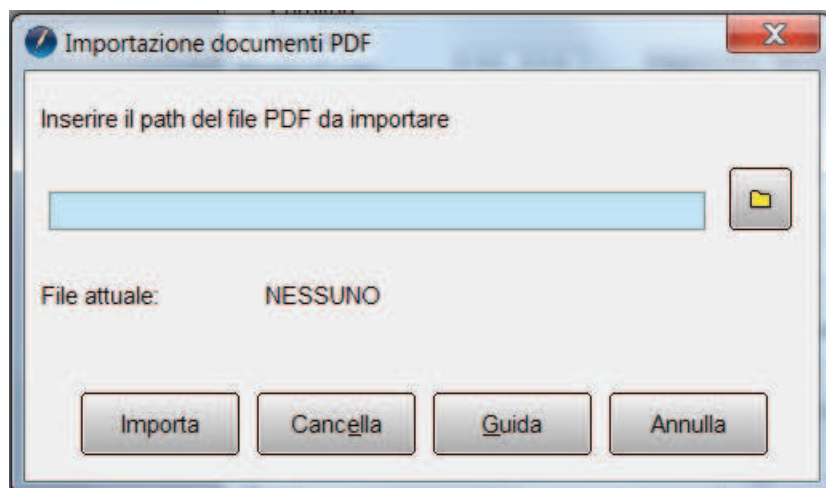 Importazione documenti PDF
Inserire il path del file PDF da importare
File attuale: NESSUNO
Importa Cancella Guida Annulla